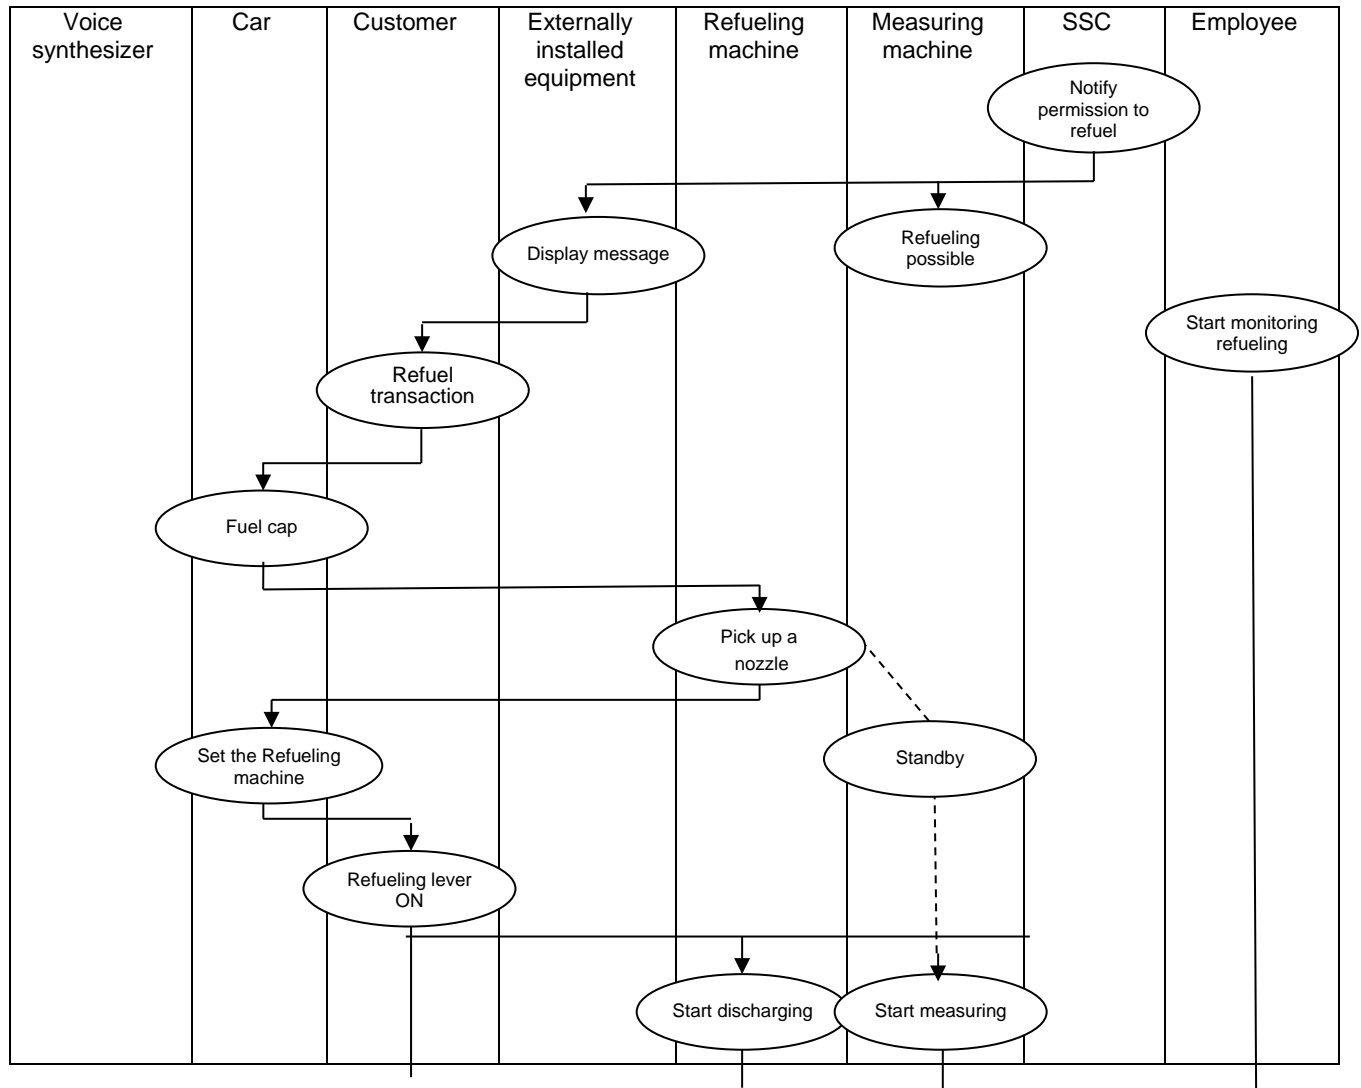 Voice
synthesizer
Car
Customer
Externally
installed
equipment
Refueling
machine
Measuring
machine
SSC
Employee
Notify
permission to
refuel
Display message
Refueling
possible
Start monitoring
refueling
Refuel
transaction
Fuel cap
Pick up a
nozzle
Set the Refueling
machine
Standby
Refueling lever
ON
Start discharging
Start measuring